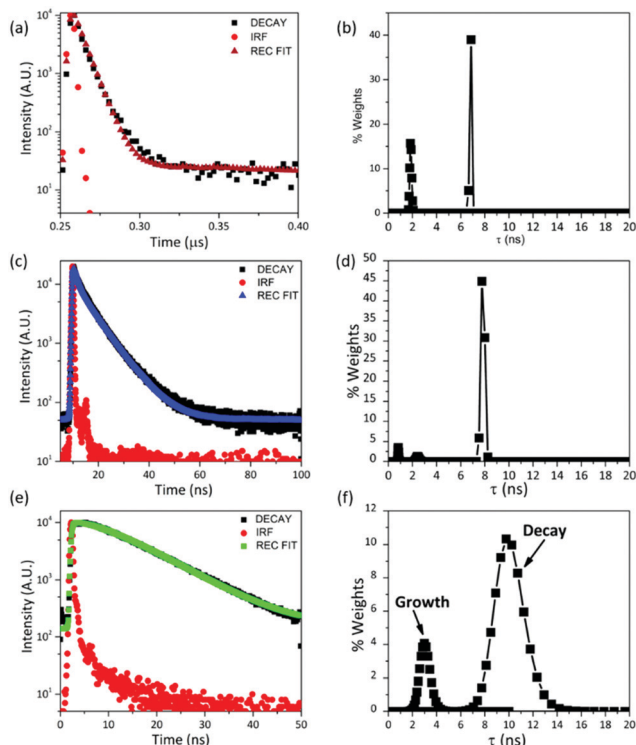 (a)
Intensity (A.U.)
10⁴
10³
10²
10¹
DECAY
IRF
REC FIT
0.25
0.30
0.35
0.40
Time (μs)
(b)
% Weights
40
30
20
10
0
0 2 4 6 8 10 12 14 16 18 20
τ (ns)
(c)
Intensity (A.U.)
10⁴
10³
10²
10¹
DECAY
IRF
REC FIT
20 40 60 80 100
Time (ns)
(d)
% Weights
50
45
40
35
30
25
20
15
10
5
0
0 2 4 6 8 10 12 14 16 18 20
τ (ns)
(e)
Intensity (A.U.)
10⁴
10³
10²
10¹
DECAY
IRF
REC FIT
0 10 20 30 40 50
Time (ns)
(f)
% Weights
12
10
8
6
4
2
0
Growth
Decay
0 2 4 6 8 10 12 14 16 18 20
τ (ns)